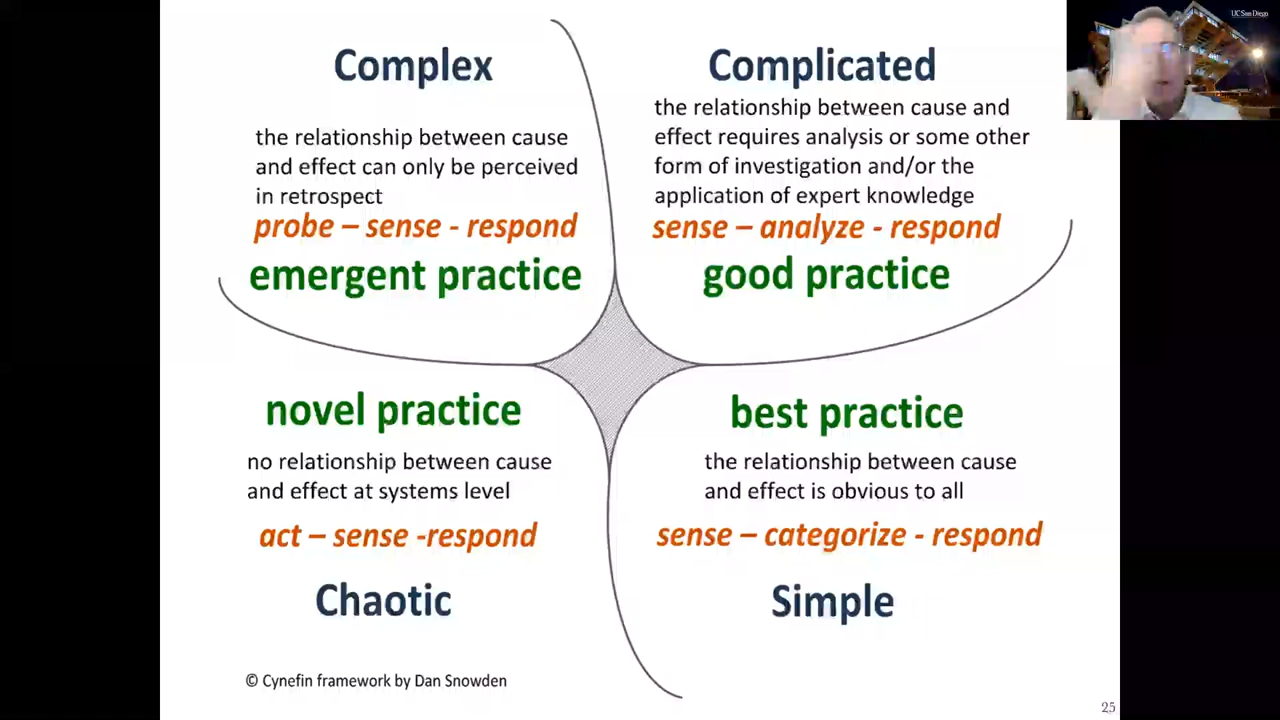 Complex
the relationship between cause
and effect can only be perceived
in retrospect
probe – sense - respond
emergent practice
Complicated
the relationship between cause and
effect requires analysis or some other
form of investigation and/or the
application of expert knowledge
sense – analyze - respond
good practice
novel practice
no relationship between cause
and effect at systems level
act – sense -respond
Chaotic
best practice
the relationship between cause
and effect is obvious to all
sense – categorize - respond
Simple
© Cynefin framework by Dan Snowden
25
UC San Diego